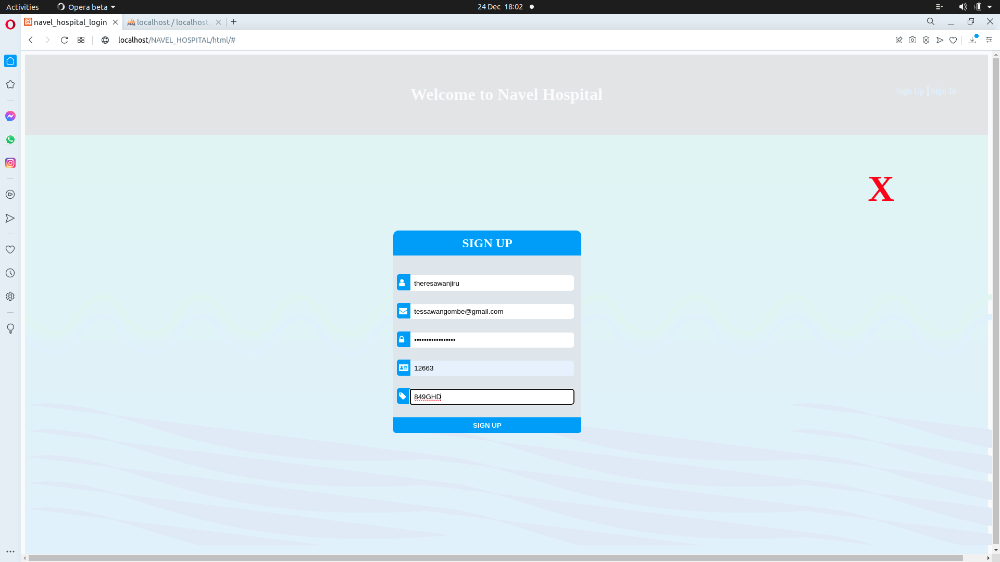 Activities
Opera beta
24 Dec 18:02
navel_hospital_login
PMA
localhost / localhost
localhost/NAVEL_HOSPITAL/html/#
Welcome to Navel Hospital
Sign Up | Sign In
X
SIGN UP
theresawanjiru
tessawangombe@gmail.com
•••••••••••••••••
12663
849GHD
SIGN UP